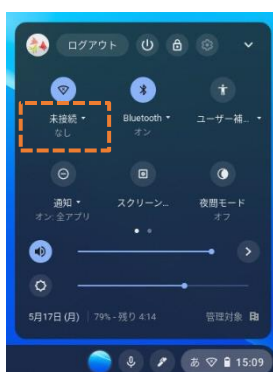 ログアウト
未接続 Bluetooth ユーザー補...
なし オン
通知 スクリーン... 夜間モード
オン: 全アプリ オフ
5月17日 (月) 79% - 残り 4:14 管理対象
あ 15:09